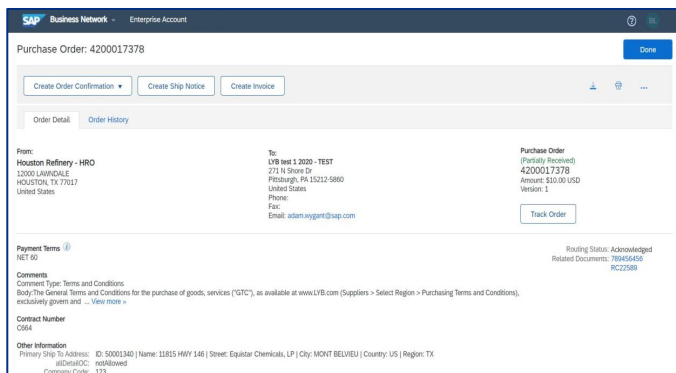 SAP Business Network Enterprise Account
BL
Purchase Order: 4200017378
Done
Create Order Confirmation
Create Ship Notice
Create Invoice
...
Order Detail
Order History
From:
Houston Refinery - HRO
12000 LAWNDALE
HOUSTON, TX 77017
United States
To:
LYB test 1 2020 - TEST
271 N Shore Dr
Pittsburgh, PA 15212-5860
United States
Phone:
Fax:
Email: adam.wygant@sap.com
Purchase Order
(Partially Received)
4200017378
Amount: $10.00 USD
Version: 1
Track Order
Payment Terms
NET 60
Routing Status: Acknowledged
Related Documents: 789456456
RC22589
Comments
Comment Type: Terms and Conditions
Body:The General Terms and Conditions for the purchase of goods, services ("GTC"), as available at www.LYB.com (Suppliers > Select Region > Purchasing Terms and Conditions),
exclusively govern and ... View more »
Contract Number
C664
Other Information
Primary Ship To Address: ID: 50001340 | Name: 11815 HWY 146 | Street: Equistar Chemicals, LP | City: MONT BELVIEU | Country: US | Region: TX
allDetailOC: notAllowed
Company Code: 123